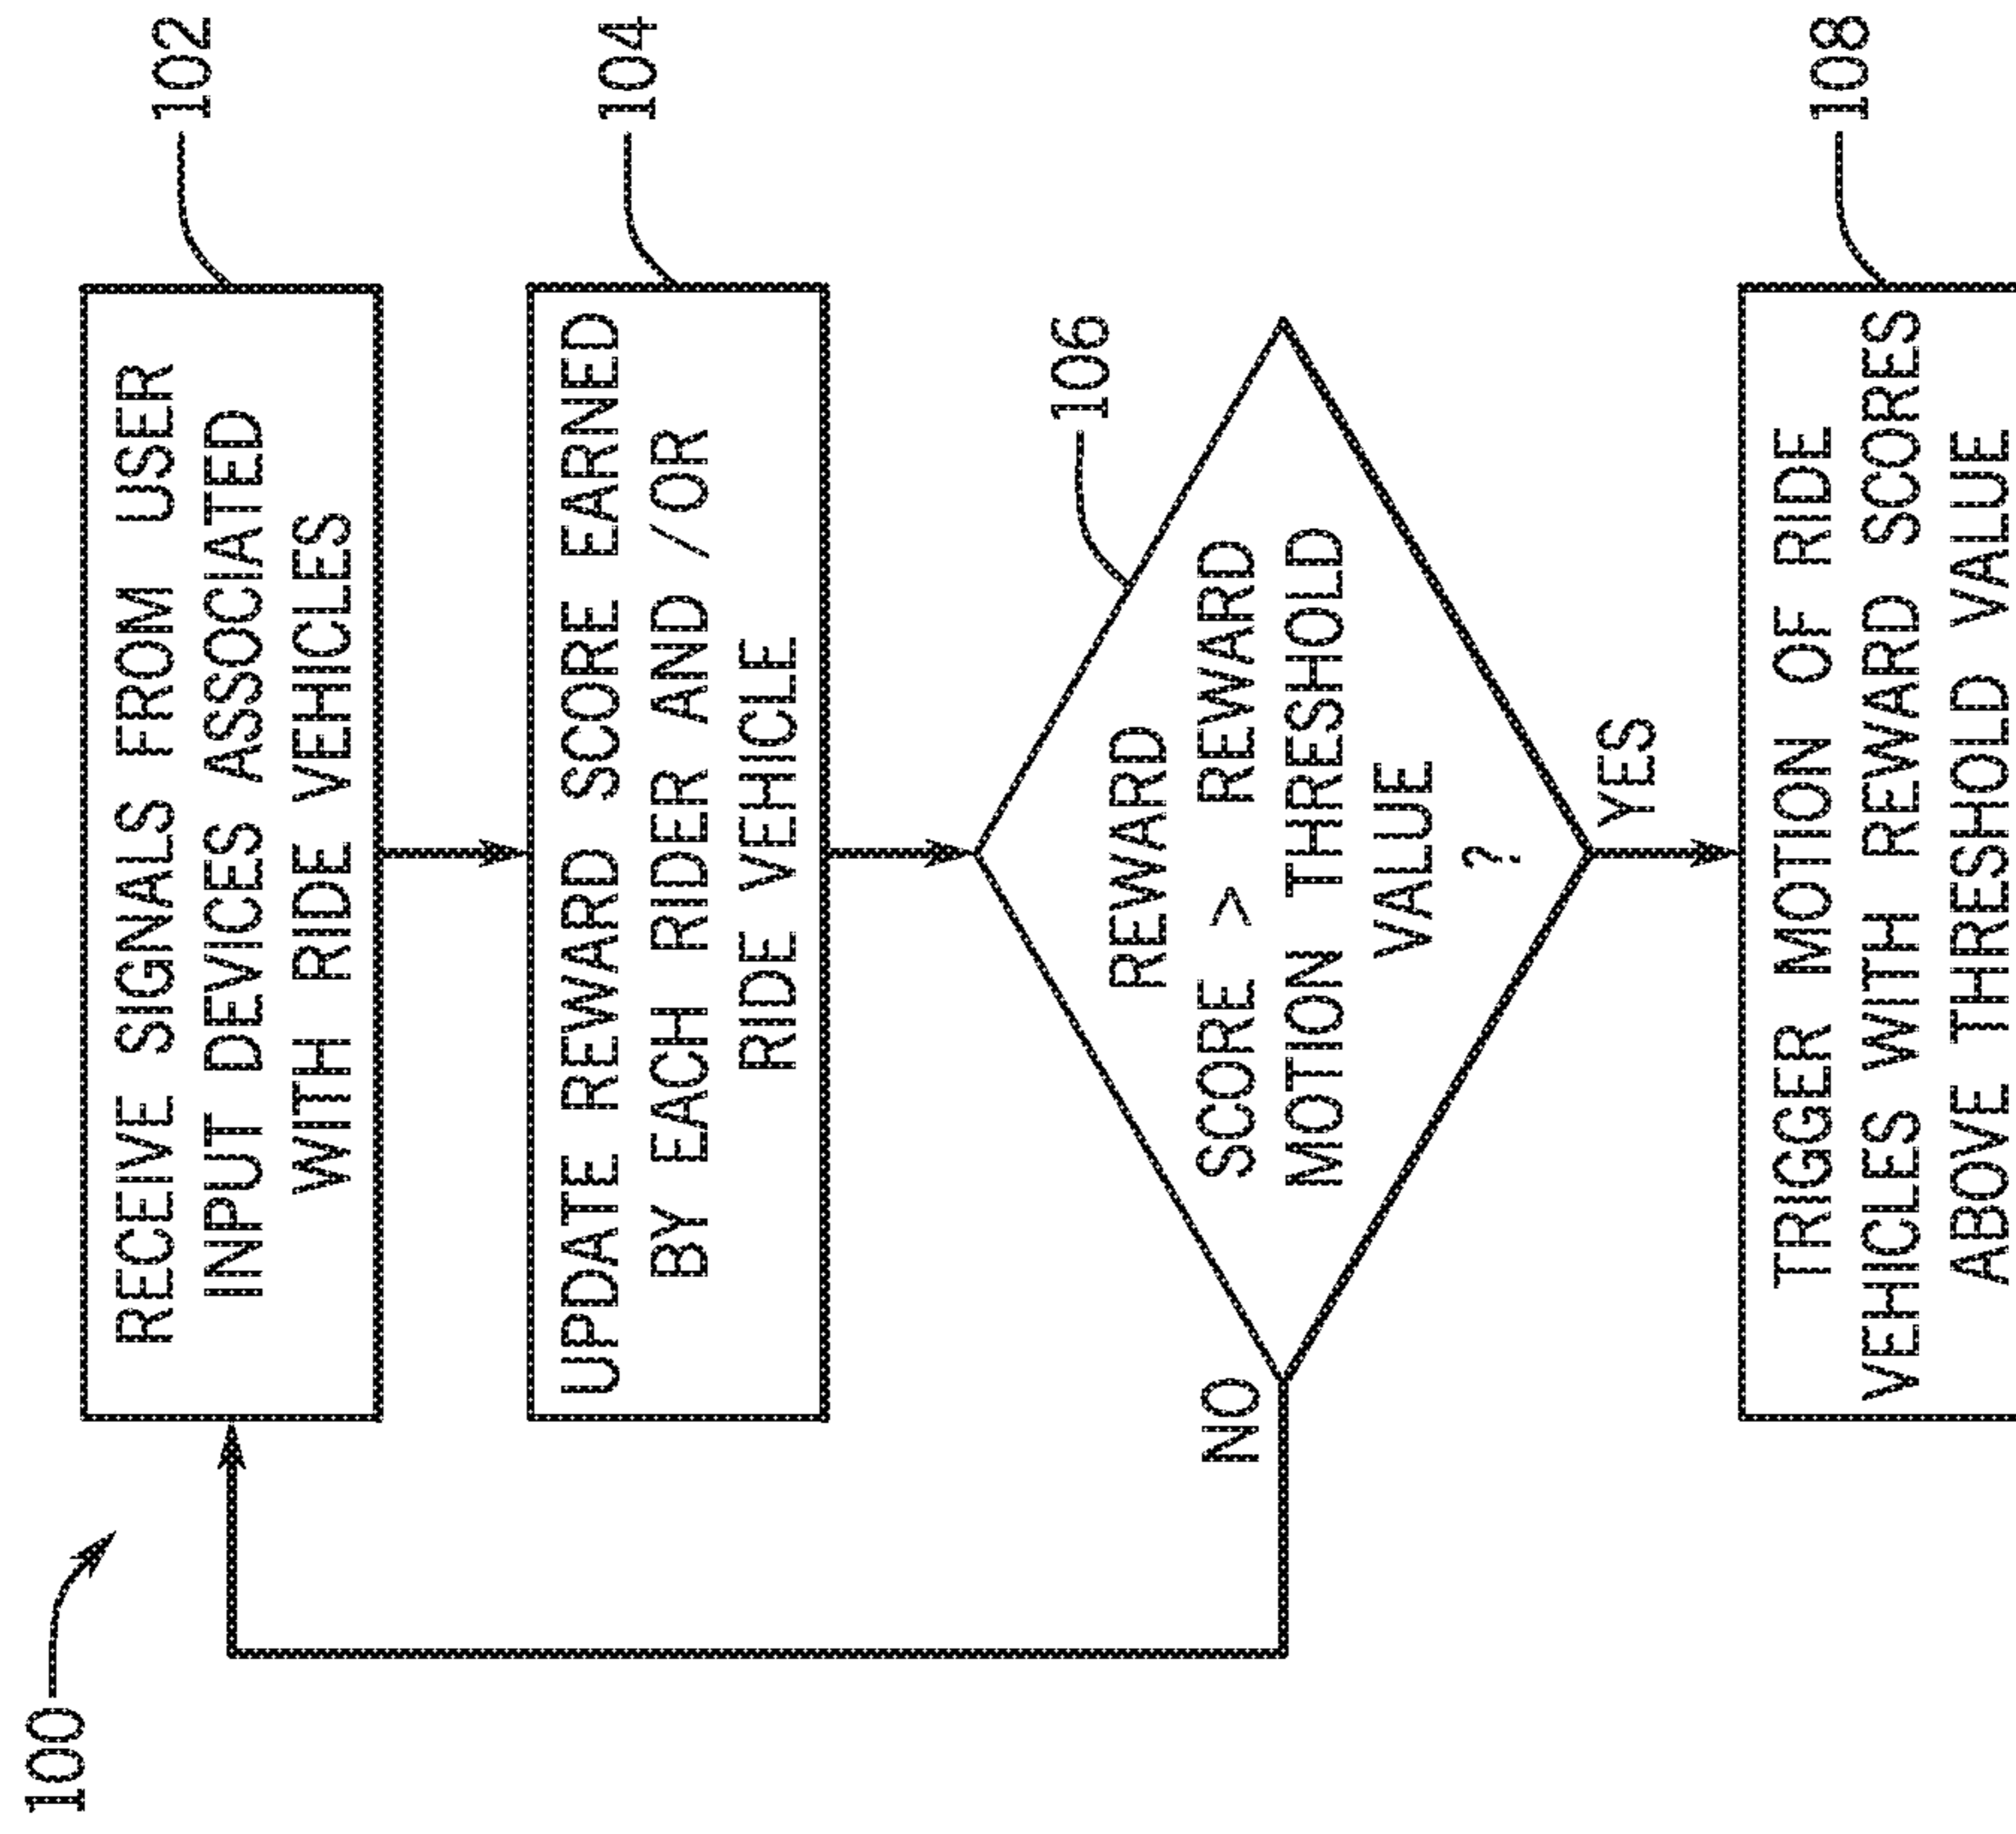 100
RECEIVE SIGNALS FROM USER
INPUT DEVICES ASSOCIATED
WITH RIDE VEHICLES
102
UPDATE REWARD SCORE EARNED
BY EACH RIDER AND /OR
RIDE VEHICLE
104
REWARD
SCORE > REWARD
MOTION THRESHOLD
VALUE
?
106
NO
YES
TRIGGER MOTION OF RIDE
VEHICLES WITH REWARD SCORES
ABOVE THRESHOLD VALUE
108